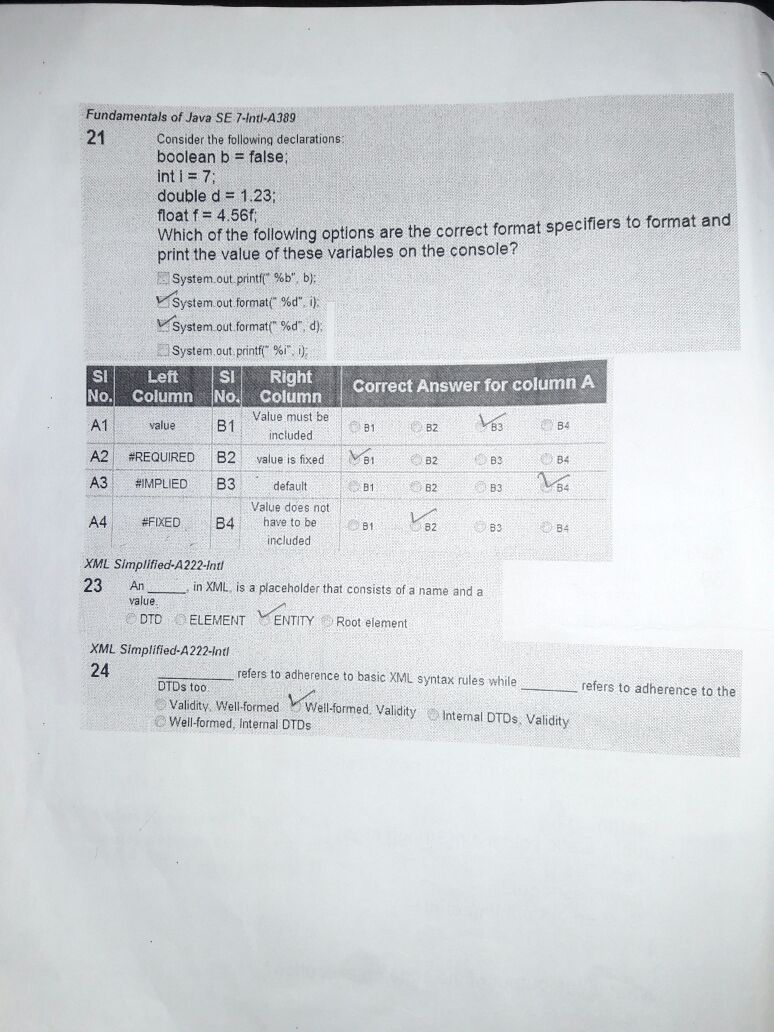 Fundamentals of Java SE 7-Intl-A389
21
Consider the following declarations:
boolean b = false;
int i = 7;
double d = 1.23;
float f = 4.56f;
Which of the following options are the correct format specifiers to format and
print the value of these variables on the console?
System.out.printf(" %b", b);
System.out.format(" %d", i);
System.out.format(" %d", d);
System.out.printf(" %i", i);
SI No. Left Column SI No. Right Column Correct Answer for column A
A1 value B1 Value must be included B1 B2 B3 B4
A2 #REQUIRED B2 value is fixed B1 B2 B3 B4
A3 #IMPLIED B3 default B1 B2 B3 B4
A4 #FIXED B4 Value does not have to be included B1 B2 B3 B4
XML Simplified-A222-Intl
23 An ______, in XML, is a placeholder that consists of a name and a
value.
DTD ELEMENT ENTITY Root element
XML Simplified-A222-Intl
24 __________ refers to adherence to basic XML syntax rules while ________ refers to adherence to the
DTDs too.
Validity, Well-formed Well-formed, Validity Internal DTDs, Validity
Well-formed, Internal DTDs